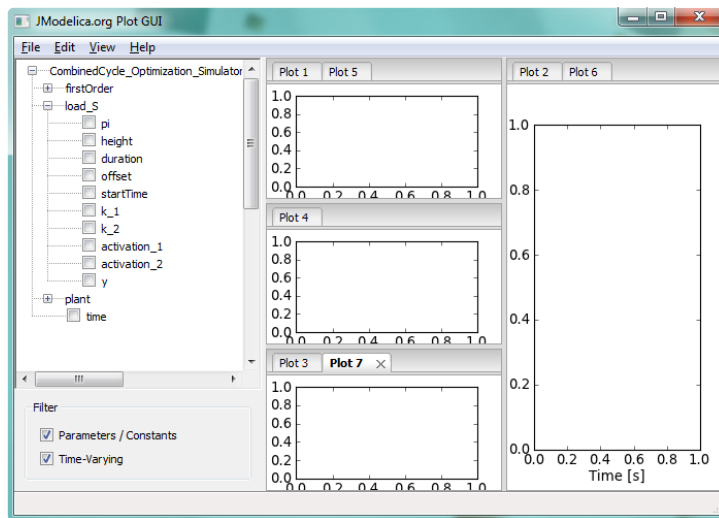 JModelica.org Plot GUI
File Edit View Help
CombinedCycle_Optimization_Simulator
firstOrder
load_S
pi
height
duration
offset
startTime
k_1
k_2
activation_1
activation_2
y
plant
time
Filter
Parameters / Constants
Time-Varying
Plot 1 Plot 5
1.0
0.8
0.6
0.4
0.2
0.0
0.0 0.2 0.4 0.6 0.8 1.0
Plot 4
1.0
0.8
0.6
0.4
0.2
0.0
0.0 0.2 0.4 0.6 0.8 1.0
Plot 3 Plot 7
1.0
0.8
0.6
0.4
0.2
0.0
0.0 0.2 0.4 0.6 0.8 1.0
Plot 2 Plot 6
1.0
0.8
0.6
0.4
0.2
0.0
0.0 0.2 0.4 0.6 0.8 1.0
Time [s]